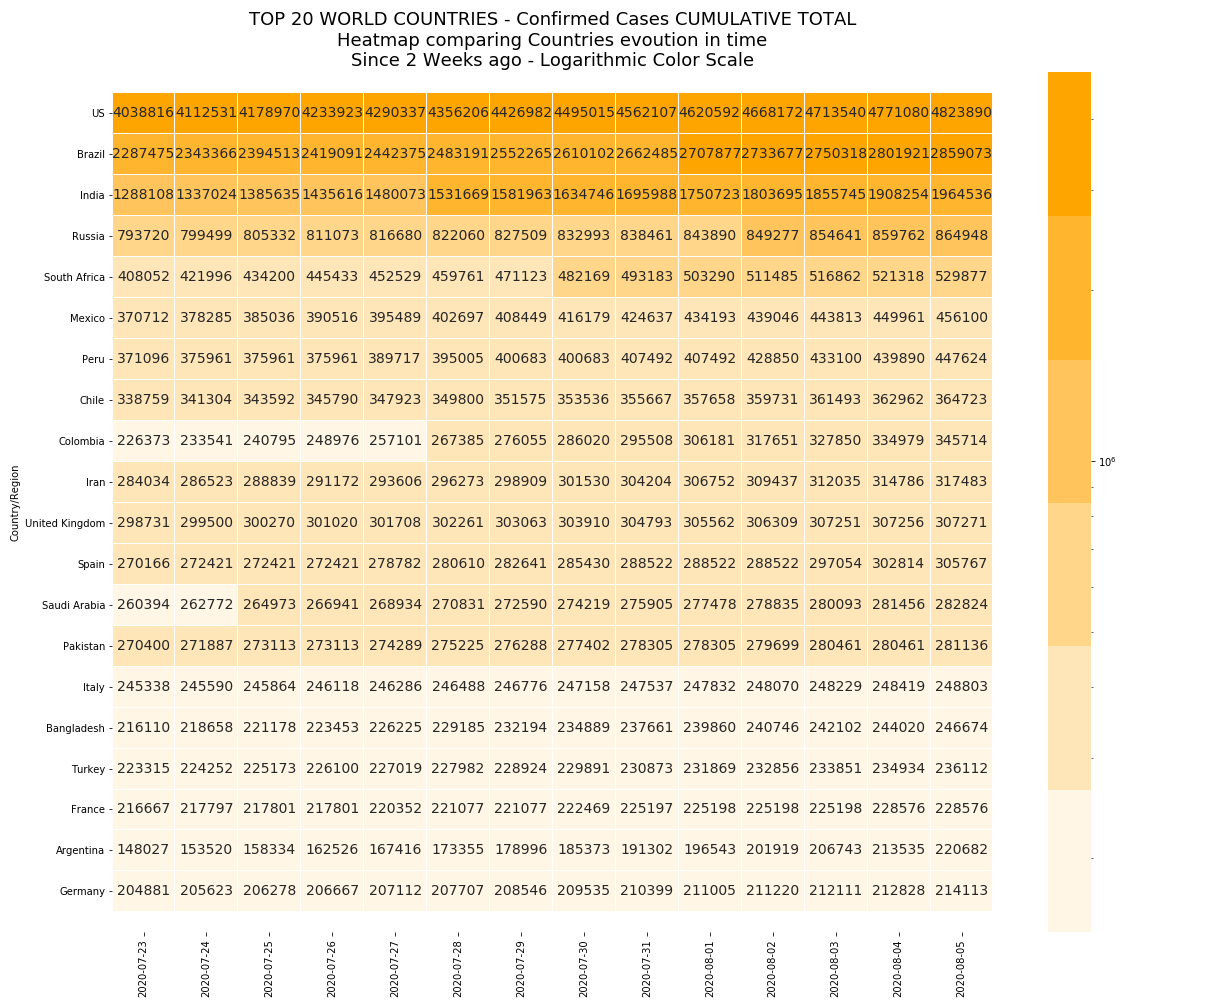 TOP 20 WORLD COUNTRIES - Confirmed Cases CUMULATIVE TOTAL
Heatmap comparing Countries evoution in time
Since 2 Weeks ago - Logarithmic Color Scale
US 4038816 4112531 4178970 4233923 4290337 4356206 4426982 4495015 4562107 4620592 4668172 4713540 4771080 4823890
Brazil 2287475 2343366 2394513 2419091 2442375 2483191 2552265 2610102 2662485 2707877 2733677 2750318 2801921 2859073
India 1288108 1337024 1385635 1435616 1480073 1531669 1581963 1634746 1695988 1750723 1803695 1855745 1908254 1964536
Russia 793720 799499 805332 811073 816680 822060 827509 832993 838461 843890 849277 854641 859762 864948
South Africa 408052 421996 434200 445433 452529 459761 471123 482169 493183 503290 511485 516862 521318 529877
Mexico 370712 378285 385036 390516 395489 402697 408449 416179 424637 434193 439046 443813 449961 456100
Peru 371096 375961 375961 375961 389717 395005 400683 400683 407492 407492 428850 433100 439890 447624
Chile 338759 341304 343592 345790 347923 349800 351575 353536 355667 357658 359731 361493 362962 364723
Colombia 226373 233541 240795 248976 257101 267385 276055 286020 295508 306181 317651 327850 334979 345714
Iran 284034 286523 288839 291172 293606 296273 298909 301530 304204 306752 309437 312035 314786 317483
United Kingdom 298731 299500 300270 301020 301708 302261 303063 303910 304793 305562 306309 307251 307256 307271
Spain 270166 272421 272421 272421 278782 280610 282641 285430 288522 288522 288522 297054 302814 305767
Saudi Arabia 260394 262772 264973 266941 268934 270831 272590 274219 275905 277478 278835 280093 281456 282824
Pakistan 270400 271887 273113 273113 274289 275225 276288 277402 278305 278305 279699 280461 280461 281136
Italy 245338 245590 245864 246118 246286 246488 246776 247158 247537 247832 248070 248229 248419 248803
Bangladesh 216110 218658 221178 223453 226225 229185 232194 234889 237661 239860 240746 242102 244020 246674
Turkey 223315 224252 225173 226100 227019 227982 228924 229891 230873 231869 232856 233851 234934 236112
France 216667 217797 217801 217801 220352 221077 221077 222469 225197 225198 225198 225198 228576 228576
Argentina 148027 153520 158334 162526 167416 173355 178996 185373 191302 196543 201919 206743 213535 220682
Germany 204881 205623 206278 206667 207112 207707 208546 209535 210399 211005 211220 212111 212828 214113
2020-07-23 2020-07-24 2020-07-25 2020-07-26 2020-07-27 2020-07-28 2020-07-29 2020-07-30 2020-07-31 2020-08-01 2020-08-02 2020-08-03 2020-08-04 2020-08-05
Country/Region
10⁶